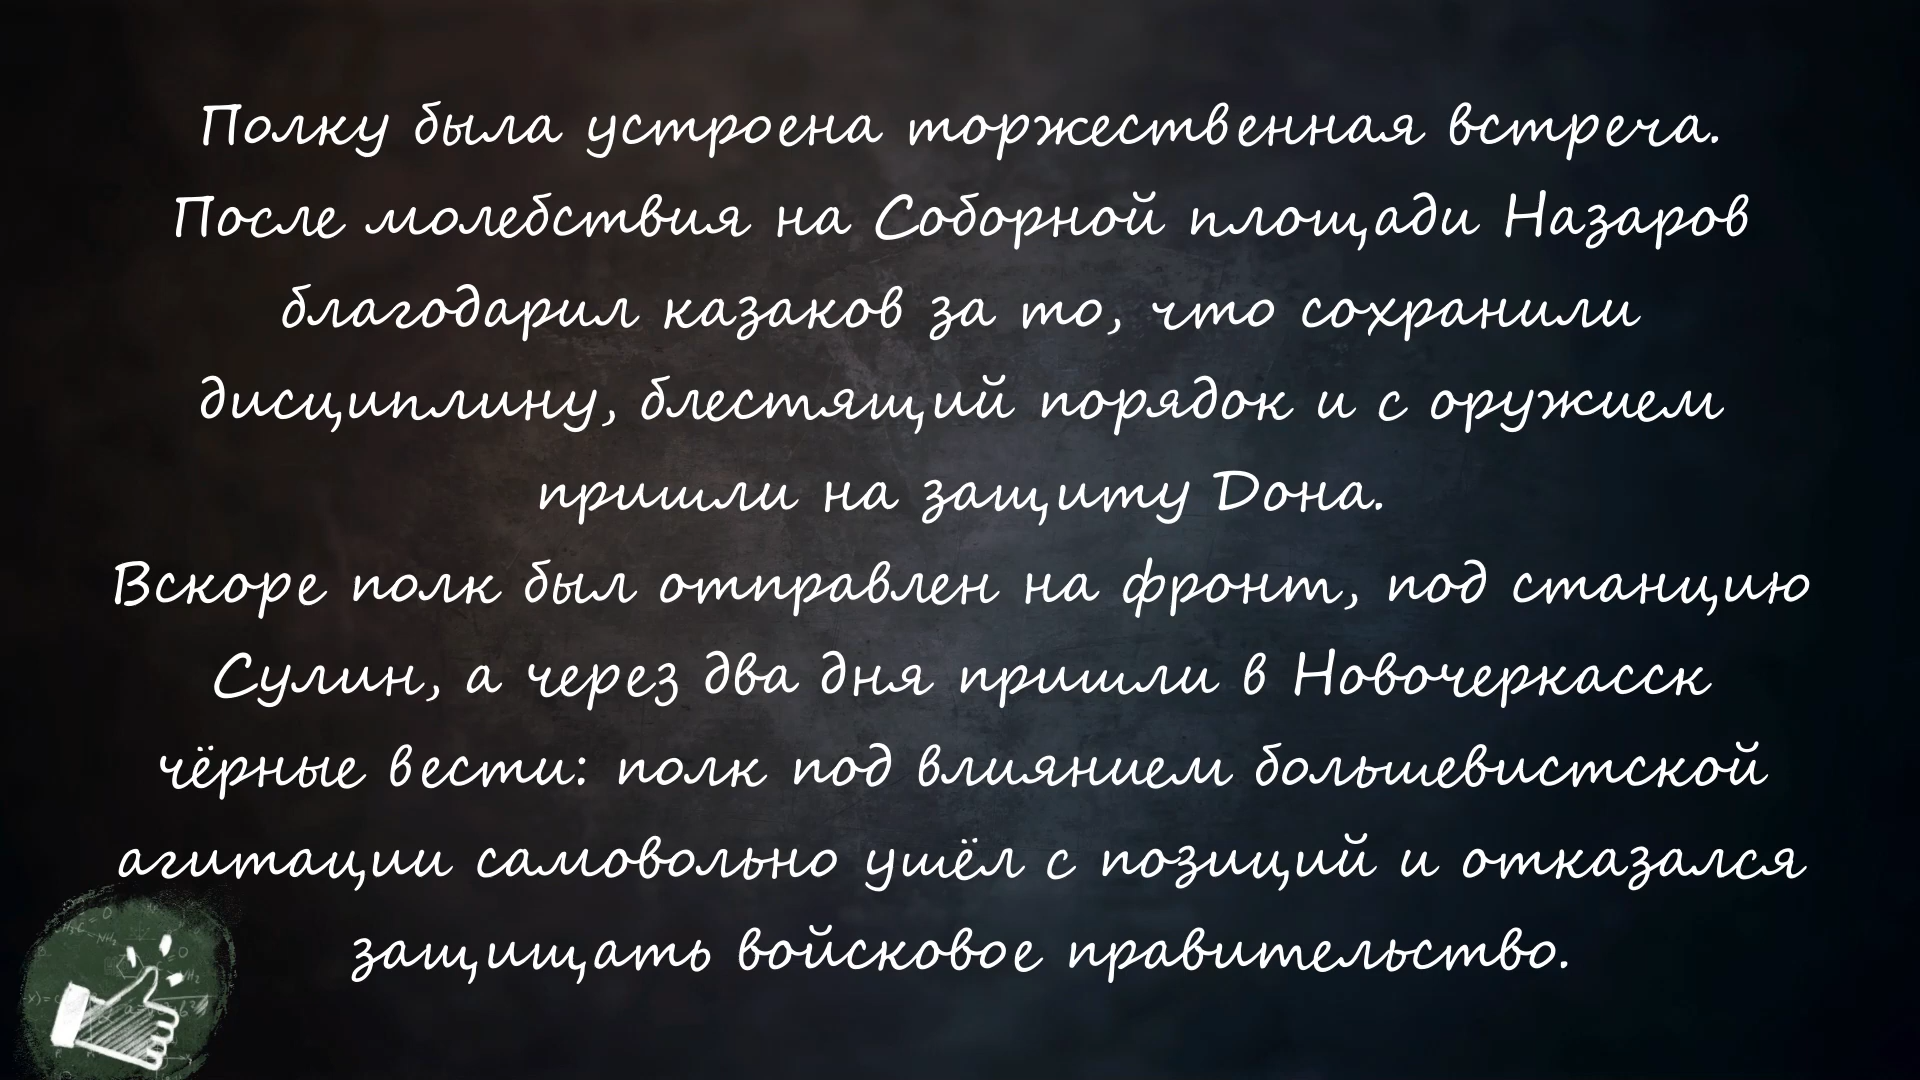 Полку была устроена торжественная встреча.
После молебствия на Соборной площади Назаров
благодарил казаков за то, что сохранили
дисциплину, блестящий порядок и с оружием
пришли на защиту Дона.
Вскоре полк был отправлен на фронт, под станцию
Сулин, а через два дня пришли в Новочеркасск
чёрные вести: полк под влиянием большевистской
агитации самовольно ушёл с позиций и отказался
защищать войсковое правительство.